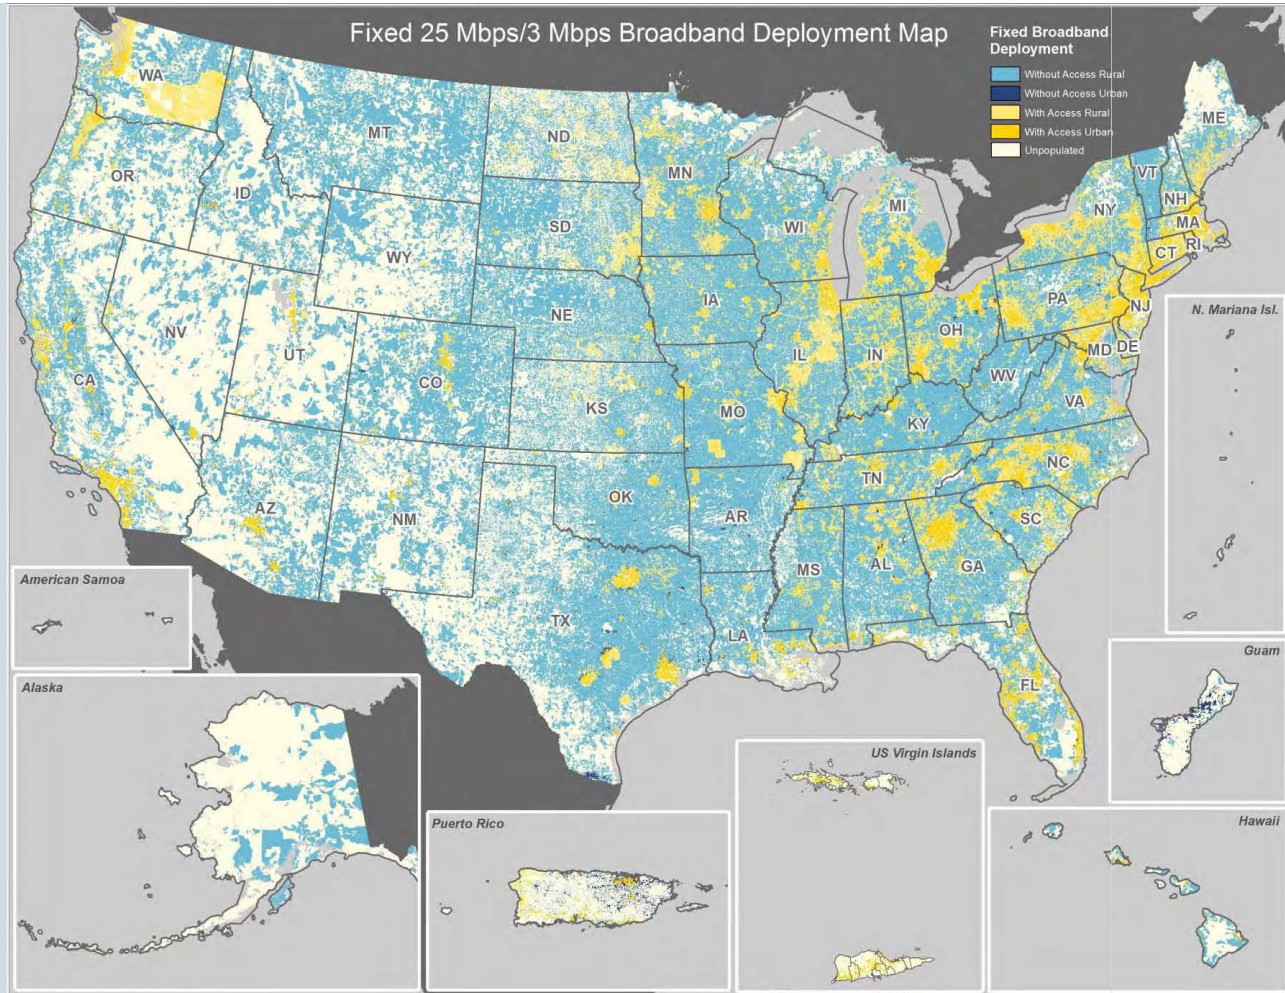 Fixed 25 Mbps/3 Mbps Broadband Deployment Map
Fixed Broadband
Deployment
Without Access Rural
Without Access Urban
With Access Rural
With Access Urban
Unpopulated
WA
MT
ND
MN
ME
OR
ID
SD
WI
MI
VT
NH
NY
MA
CT
RI
WY
IA
NE
PA
NJ
NV
UT
CO
IL
IN
OH
MD
DE
CA
KS
MO
WV
VA
KY
AZ
NM
OK
AR
TN
NC
SC
TX
LA
MS
AL
GA
FL
N. Mariana Isl.
American Samoa
Guam
Alaska
US Virgin Islands
Puerto Rico
Hawaii